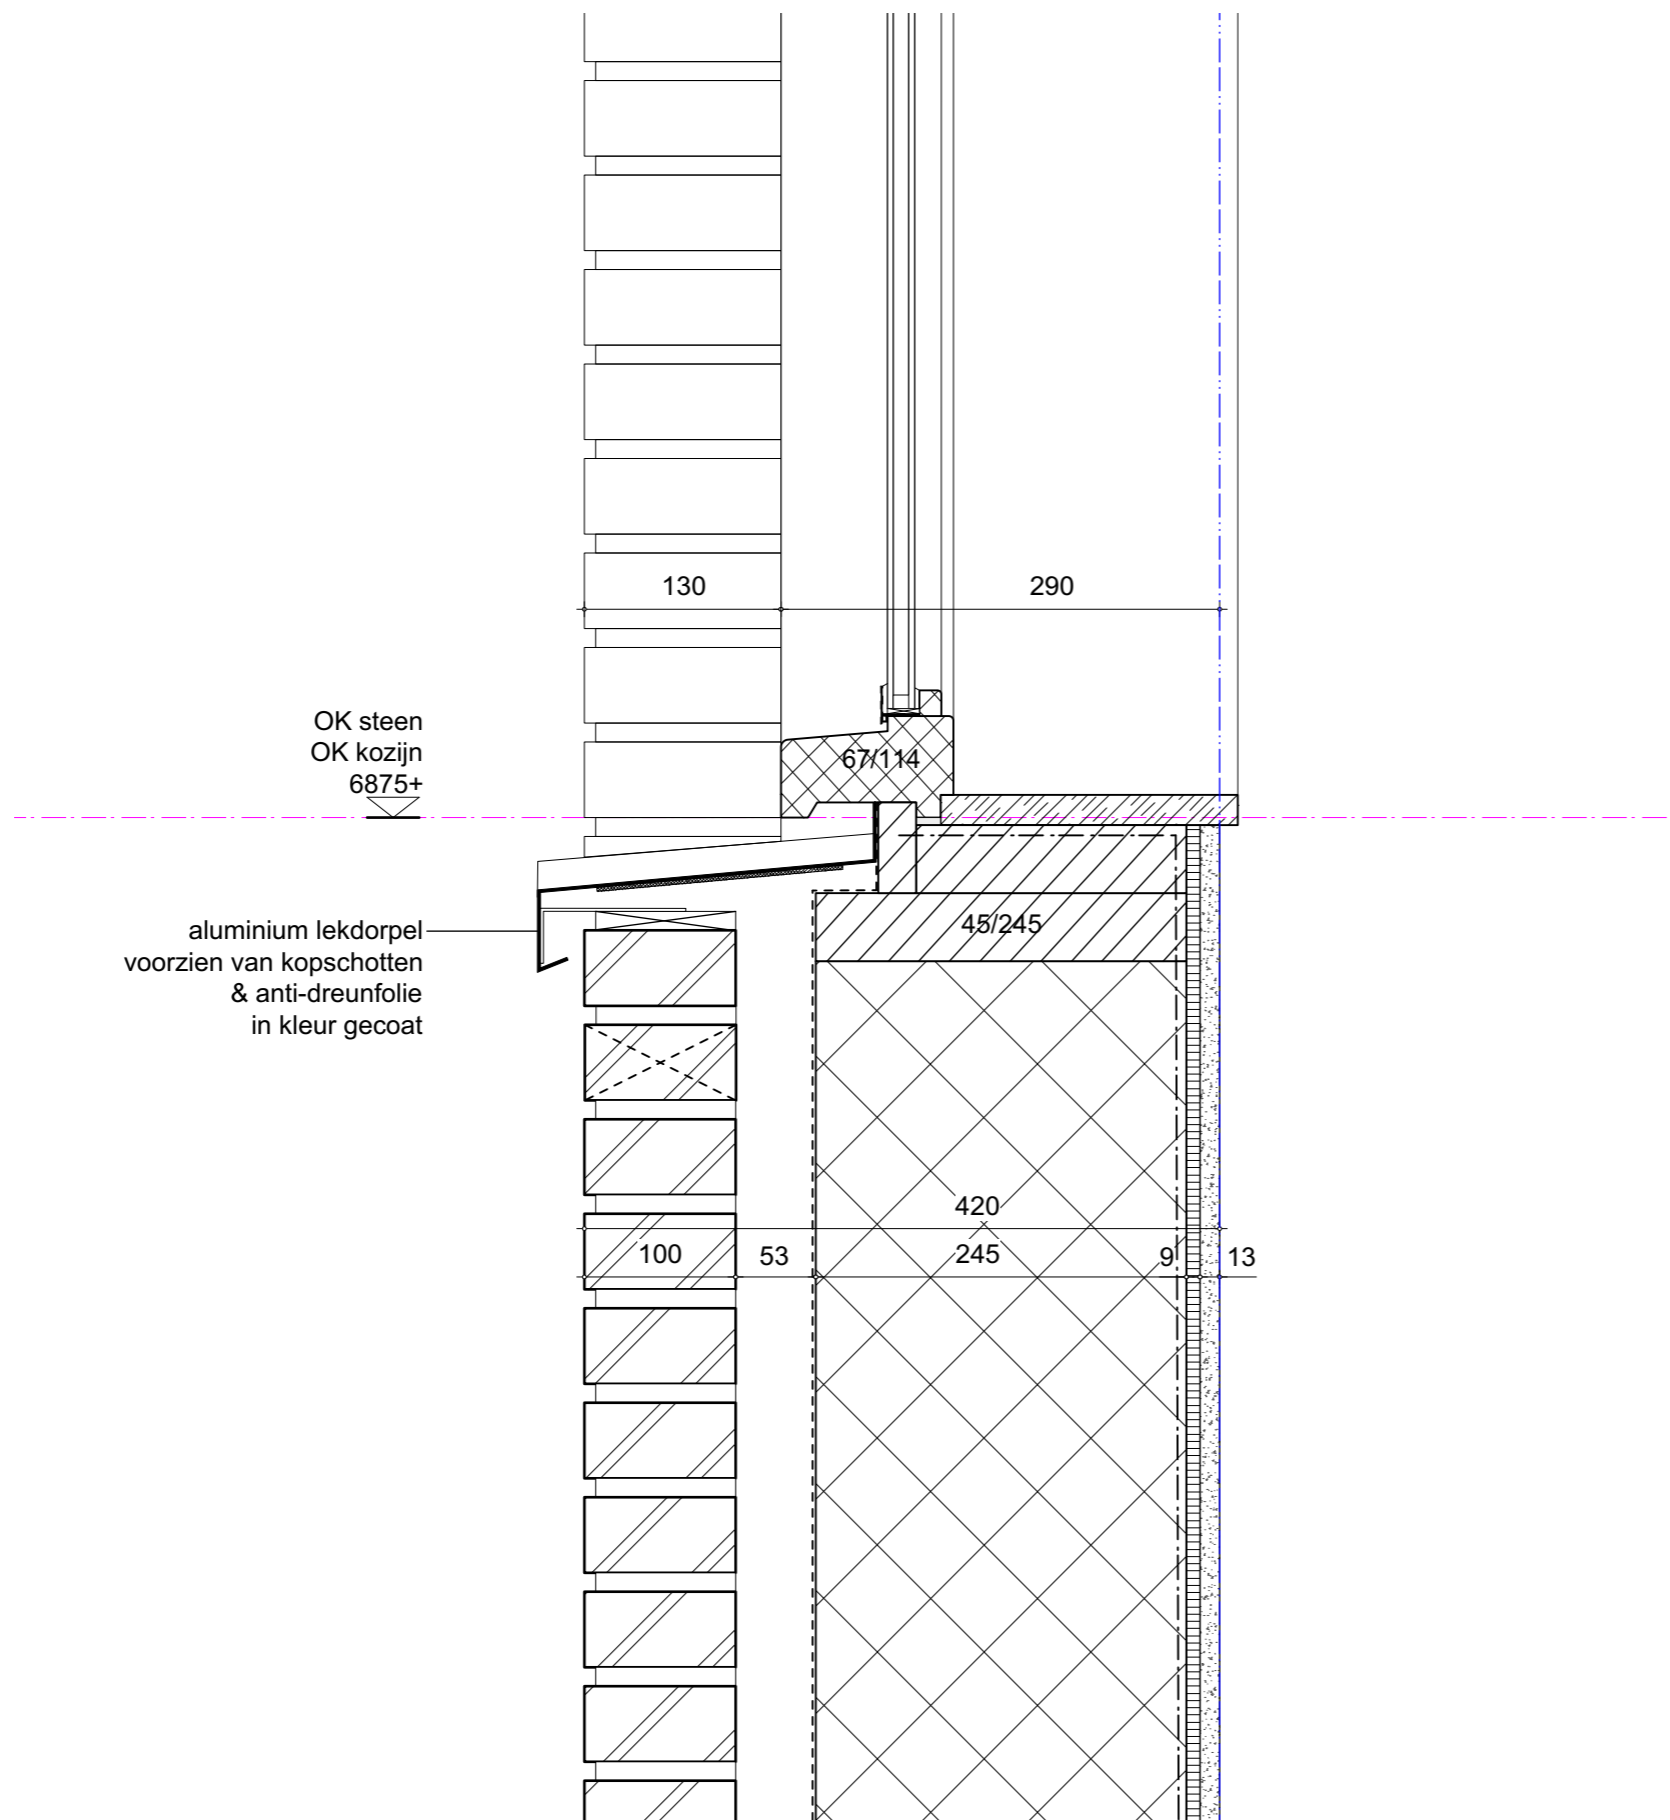 130
290
OK steen
OK kozijn
6875+
67/114
aluminium lekdorpel
voorzien van kopschotten
& anti-dreunfolie
in kleur gecoat
45/245
420
100
53
245
9
13